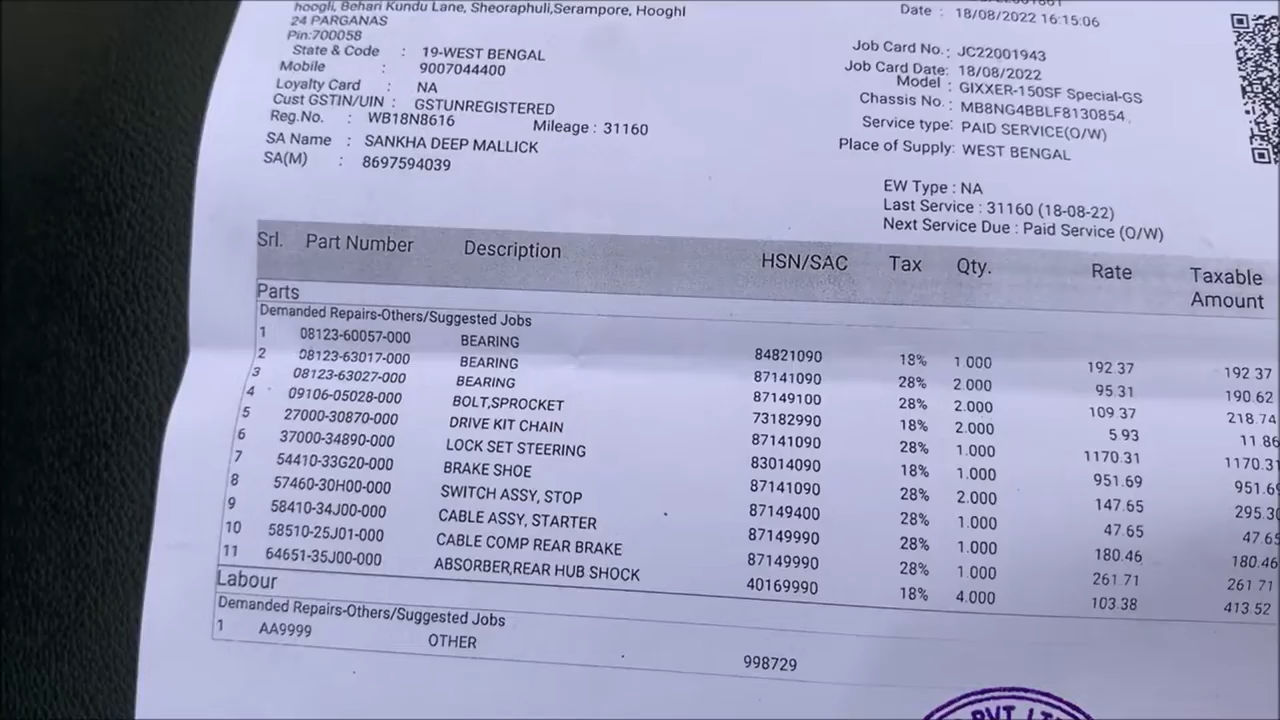 hoogli, Behari Kundu Lane, Sheoraphuli,Serampore, Hooghl
24 PARGANAS
Pin:700058
State & Code : 19-WEST BENGAL
Mobile : 9007044400
Loyalty Card : NA
Cust GSTIN/UIN : GSTUNREGISTERED
Reg.No. : WB18N8616 Mileage : 31160
SA Name : SANKHA DEEP MALLICK
SA(M) : 8697594039
Date : 18/08/2022 16:15:06
Job Card No. : JC22001943
Job Card Date: 18/08/2022
Model : GIXXER-150SF Special-GS
Chassis No. : MB8NG4BBLF8130854
Service type: PAID SERVICE(O/W)
Place of Supply: WEST BENGAL
EW Type : NA
Last Service : 31160 (18-08-22)
Next Service Due : Paid Service (O/W)
Srl. Part Number Description HSN/SAC Tax Qty. Rate Taxable Amount
Parts
Demanded Repairs-Others/Suggested Jobs
1 08123-60057-000 BEARING 84821090 18% 1.000 192.37 192.37
2 08123-63017-000 BEARING 87141090 28% 2.000 95.31 190.62
3 08123-63027-000 BEARING 87149100 28% 2.000 109.37 218.74
4 09106-05028-000 BOLT,SPROCKET 73182990 18% 2.000 5.93 11.86
5 27000-30870-000 DRIVE KIT CHAIN 87141090 28% 1.000 1170.31 1170.31
6 37000-34890-000 LOCK SET STEERING 83014090 18% 1.000 951.69 951.69
7 54410-33G20-000 BRAKE SHOE 87141090 28% 2.000 147.65 295.30
8 57460-30H00-000 SWITCH ASSY, STOP 87149400 28% 1.000 47.65 47.65
9 58410-34J00-000 CABLE ASSY, STARTER 87149990 28% 1.000 180.46 180.46
10 58510-25J01-000 CABLE COMP REAR BRAKE 87149990 28% 1.000 261.71 261.71
11 64651-35J00-000 ABSORBER,REAR HUB SHOCK 40169990 18% 4.000 103.38 413.52
Labour
Demanded Repairs-Others/Suggested Jobs
1 AA9999 OTHER 998729
PVT. LT